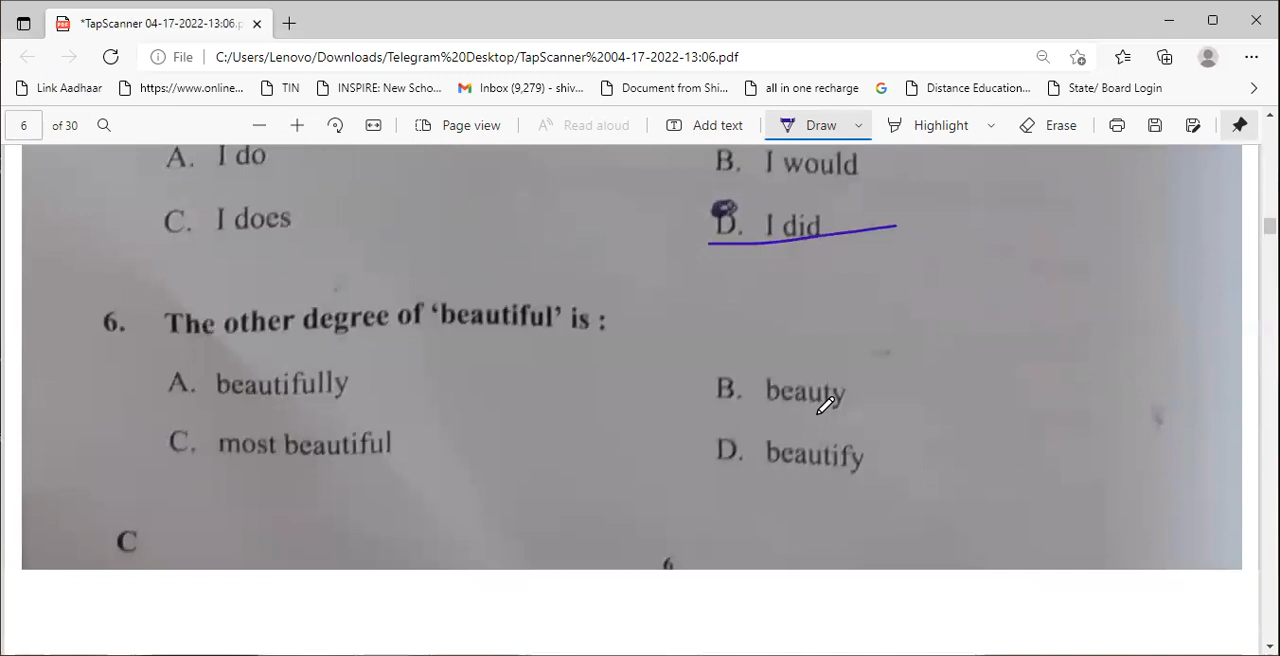 *TapScanner 04-17-2022-13:06.p
File C:/Users/Lenovo/Downloads/Telegram%20Desktop/TapScanner%2004-17-2022-13:06.pdf
Link Aadhaar https://www.online... TIN INSPIRE: New Scho... Inbox (9,279) - shiv... Document from Shi... all in one recharge Distance Education... State/ Board Login
6 of 30 Page view Read aloud Add text Draw Highlight Erase
A. I do B. I would
C. I does D. I did
6. The other degree of ‘beautiful’ is :
A. beautifully B. beauty
C. most beautiful D. beautify
C 6